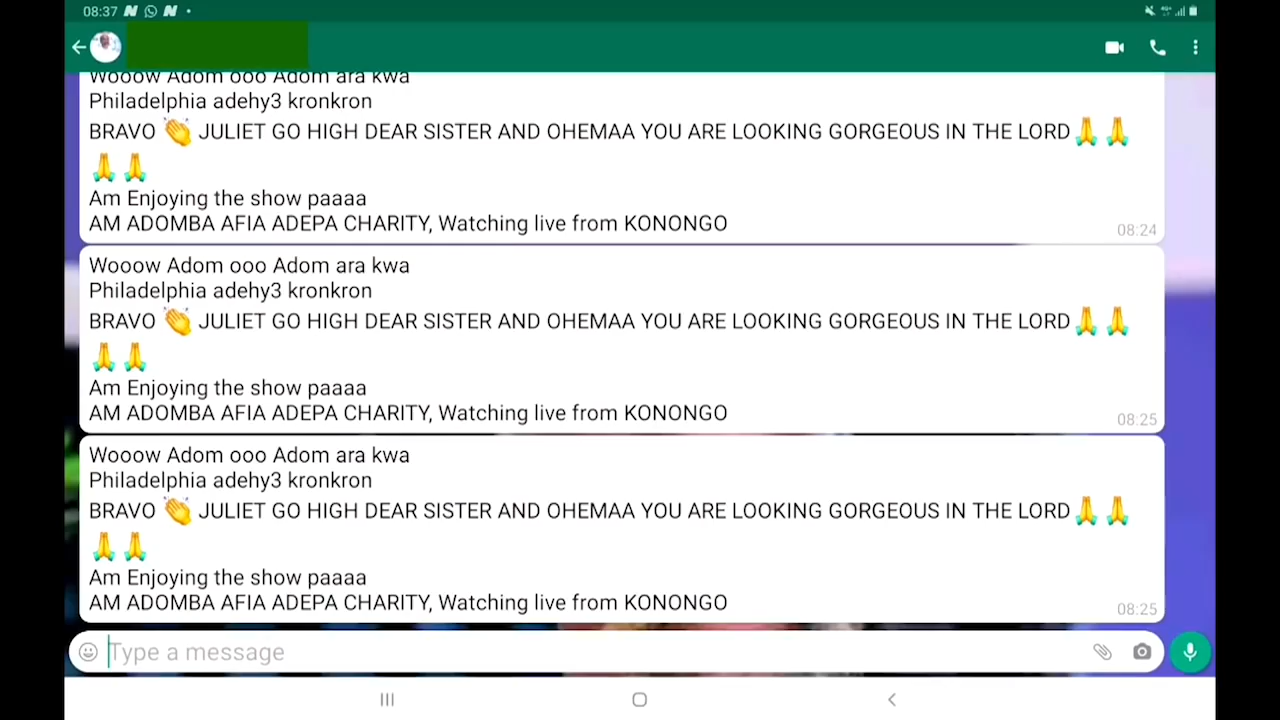 08:37
Wooow Adom ooo Adom ara kwa
Philadelphia adehy3 kronkron
BRAVO 👏 JULIET GO HIGH DEAR SISTER AND OHEMAA YOU ARE LOOKING GORGEOUS IN THE LORD🙏🙏
🙏🙏
Am Enjoying the show paaaa
AM ADOMBA AFIA ADEPA CHARITY, Watching live from KONONGO
08:24
Wooow Adom ooo Adom ara kwa
Philadelphia adehy3 kronkron
BRAVO 👏 JULIET GO HIGH DEAR SISTER AND OHEMAA YOU ARE LOOKING GORGEOUS IN THE LORD🙏🙏
🙏🙏
Am Enjoying the show paaaa
AM ADOMBA AFIA ADEPA CHARITY, Watching live from KONONGO
08:25
Wooow Adom ooo Adom ara kwa
Philadelphia adehy3 kronkron
BRAVO 👏 JULIET GO HIGH DEAR SISTER AND OHEMAA YOU ARE LOOKING GORGEOUS IN THE LORD🙏🙏
🙏🙏
Am Enjoying the show paaaa
AM ADOMBA AFIA ADEPA CHARITY, Watching live from KONONGO
08:25
Type a message